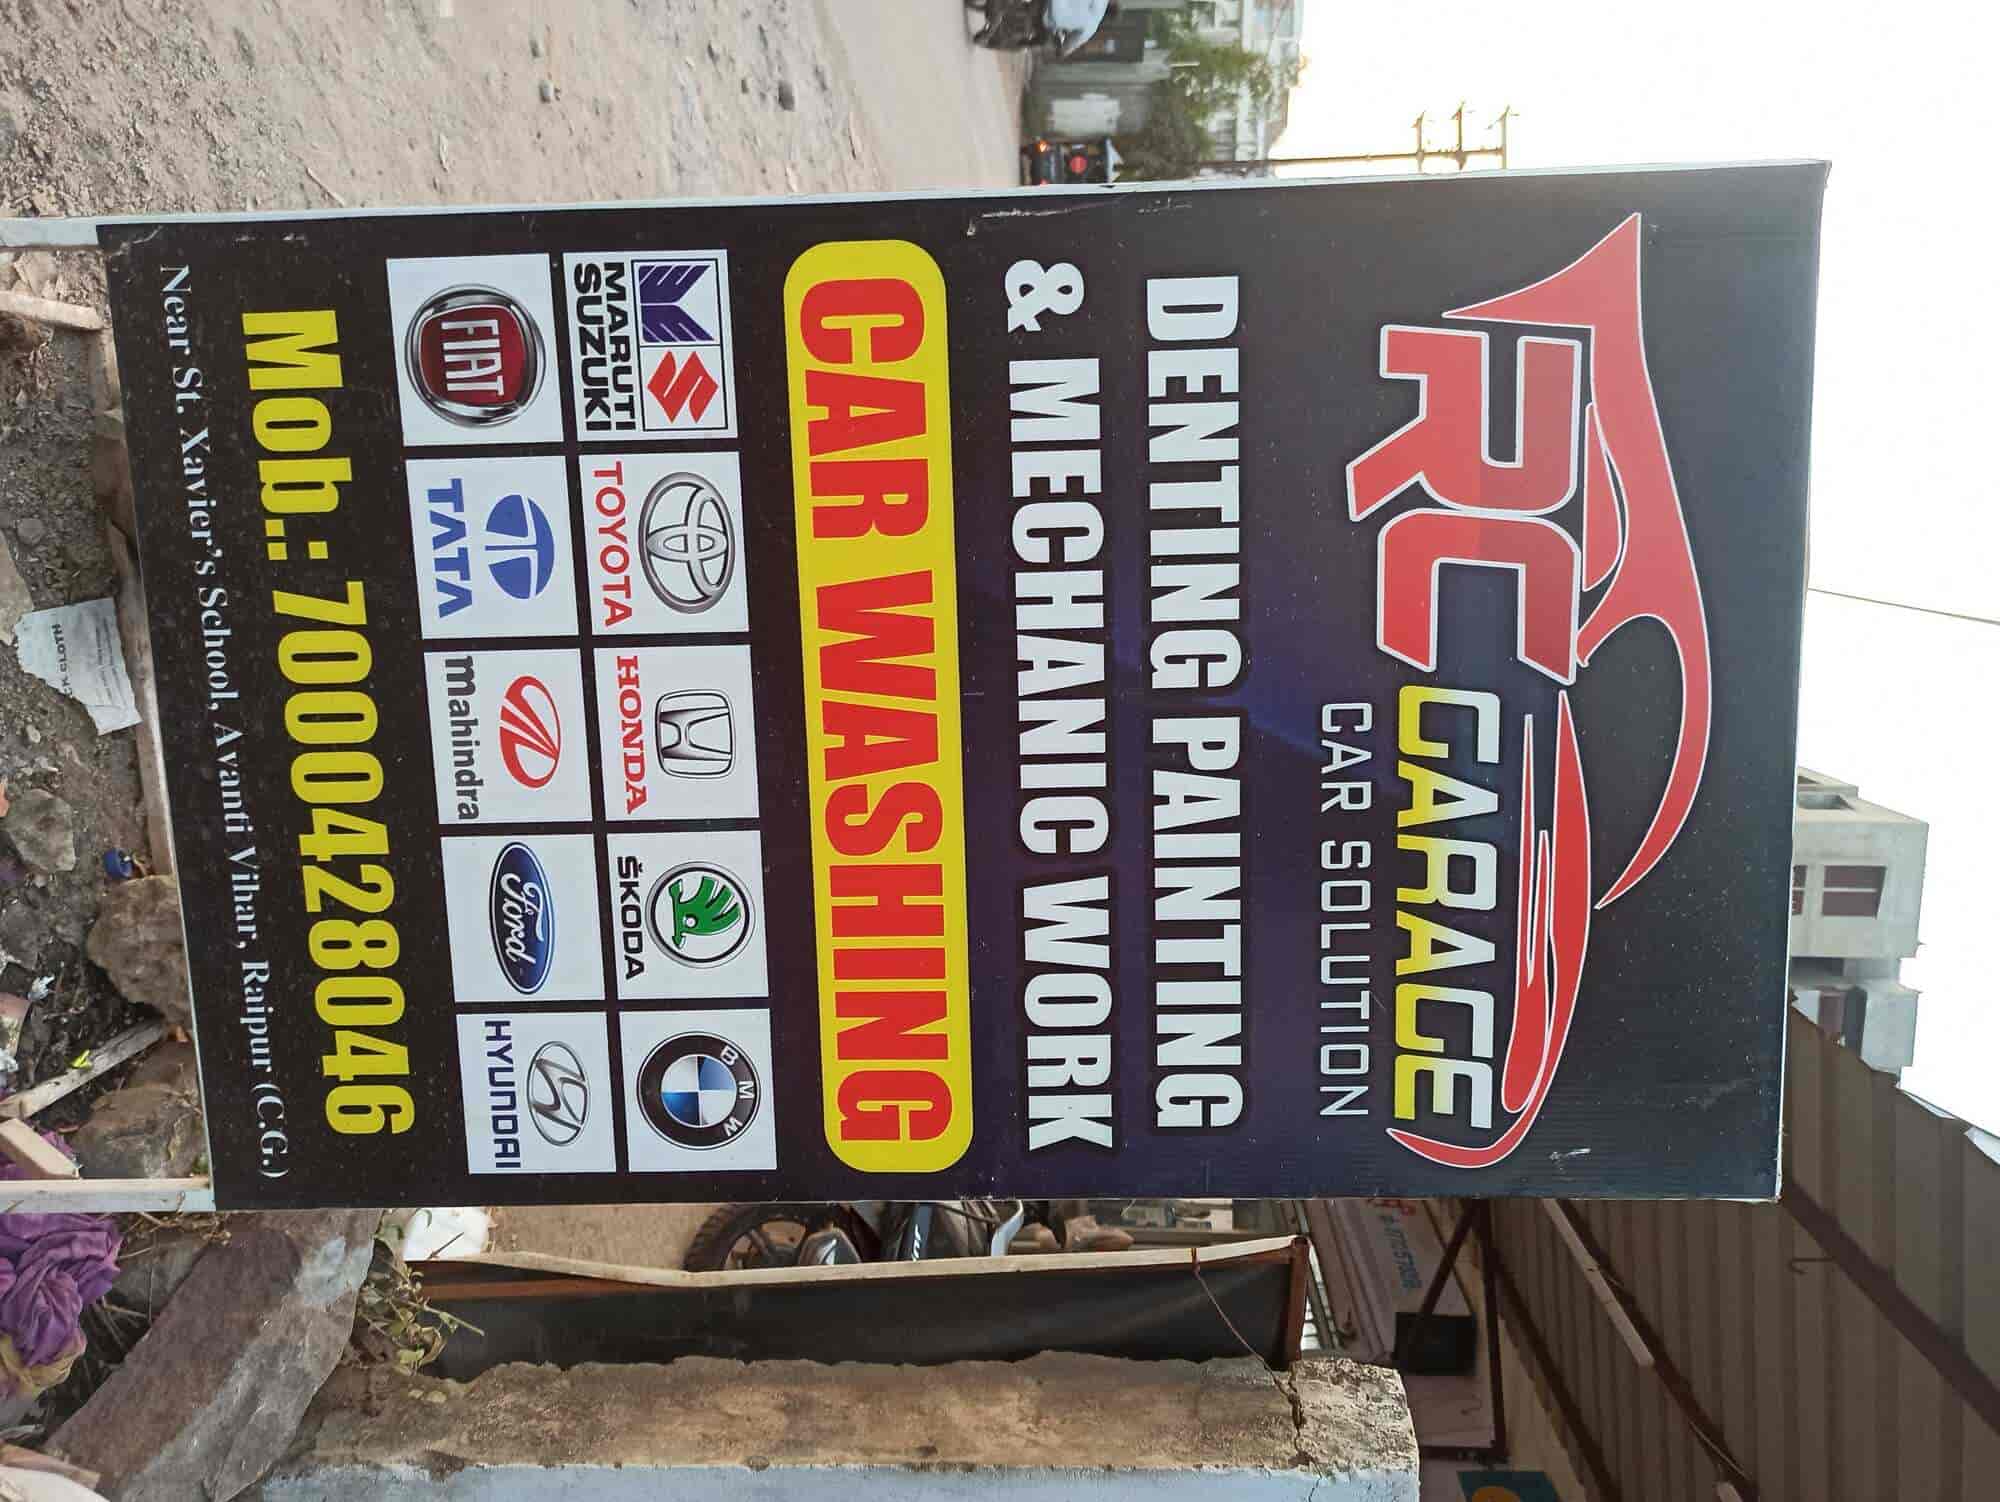 RC GARAGE
CAR SOLUTION
DENTING PAINTING
& MECHANIC WORK
CAR WASHING
MARUTI SUZUKI
TOYOTA
HONDA
ŠKODA
BMW
FIAT
TATA
mahindra
Ford
HYUNDAI
Mob.: 7000428046
Near St. Xavier's School, Avanti Vihar, Raipur (C.G.)